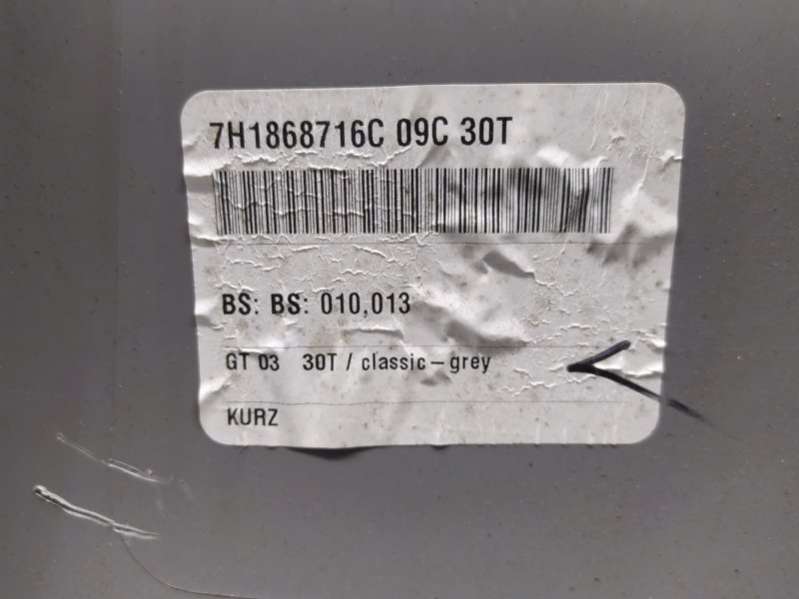 7H1868716C 09C 30T
BS: BS: 010,013
GT 03 30T / classic-grey
KURZ